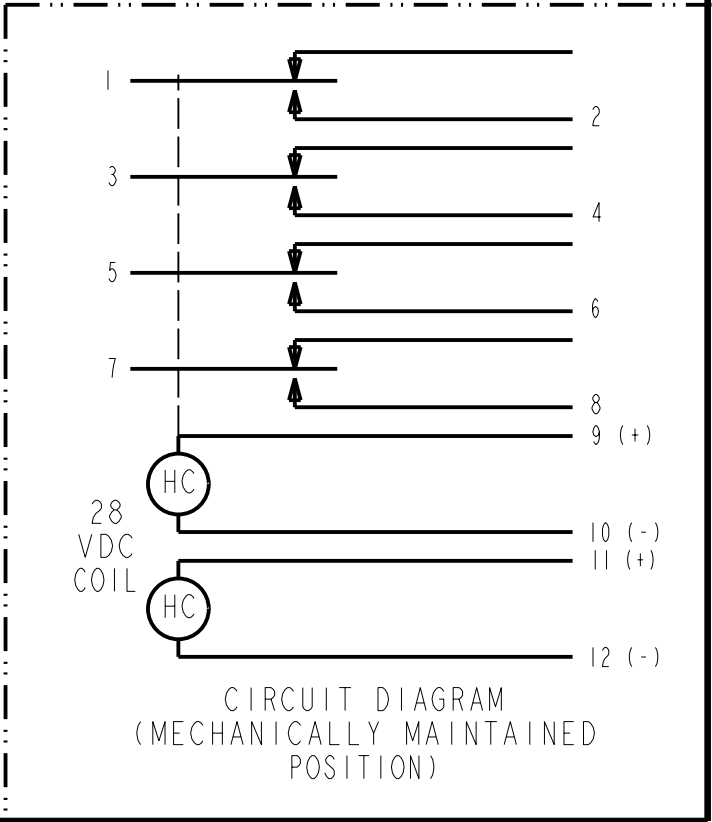 1
2
3
4
5
6
7
8
9 (+)
HC
28
VDC
COIL
10 (-)
11 (+)
HC
12 (-)
CIRCUIT DIAGRAM
(MECHANICALLY MAINTAINED
POSITION)